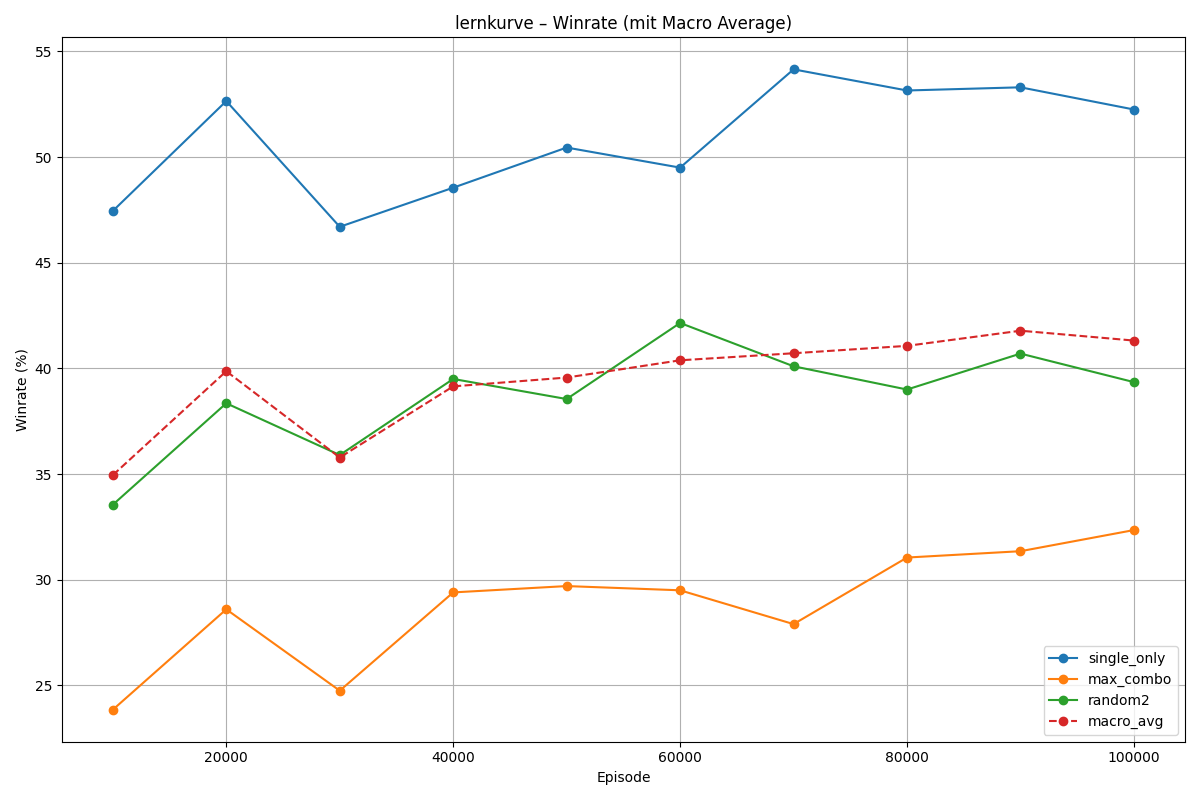 lernkurve – Winrate (mit Macro Average)
55
50
45
40
35
30
25
Winrate (%)
20000
40000
60000
80000
100000
Episode
single_only
max_combo
random2
macro_avg